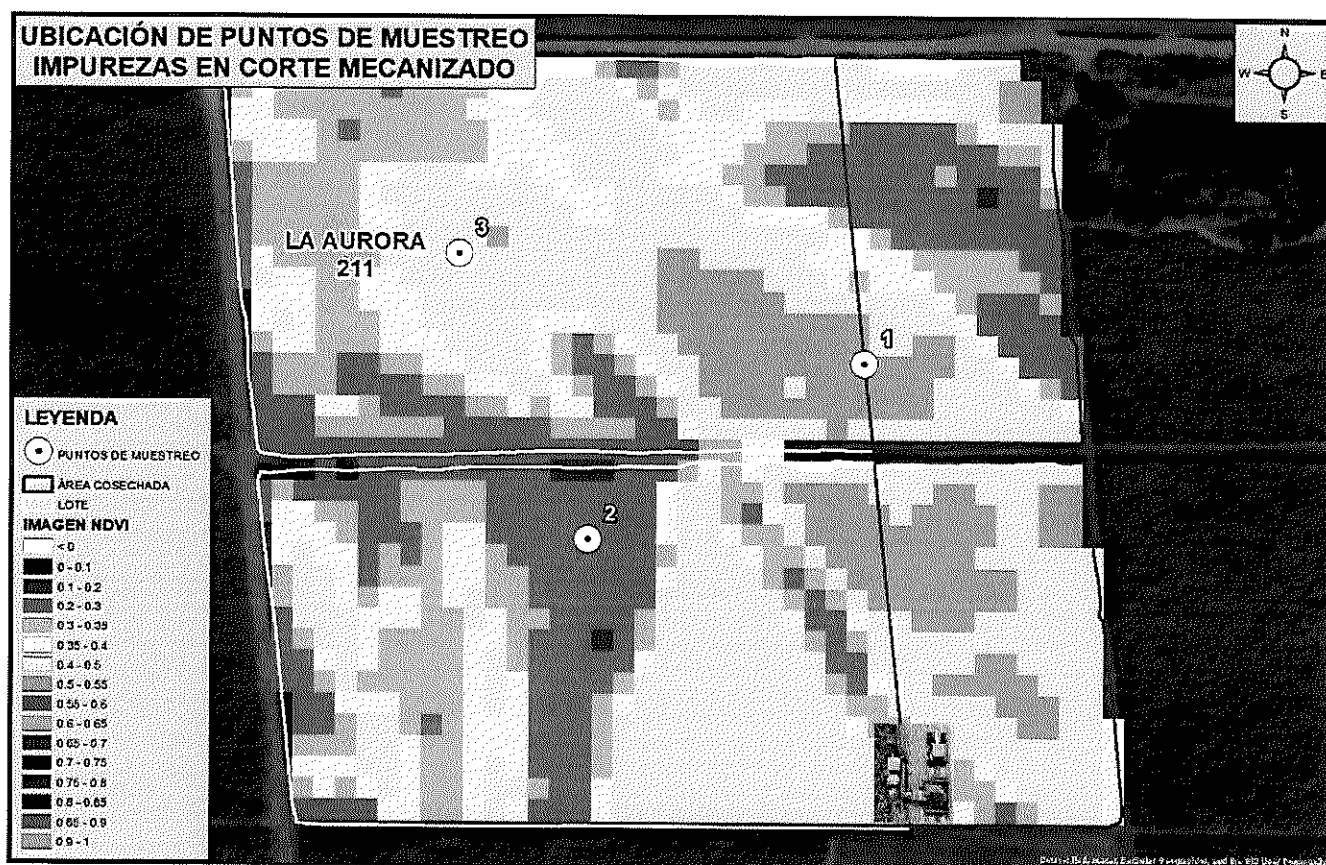 UBICACIÓN DE PUNTOS DE MUESTREO
IMPUREZAS EN CORTE MECANIZADO
N
W
E
S
3
LA AURORA
211
1
2
LEYENDA
PUNTOS DE MUESTREO
ÁREA COSECHADA
LOTE
IMAGEN NDVI
< 0
0 - 0.1
0.1 - 0.2
0.2 - 0.3
0.3 - 0.35
0.35 - 0.4
0.4 - 0.5
0.5 - 0.55
0.55 - 0.6
0.6 - 0.65
0.65 - 0.7
0.7 - 0.75
0.75 - 0.8
0.8 - 0.85
0.85 - 0.9
0.9 - 1